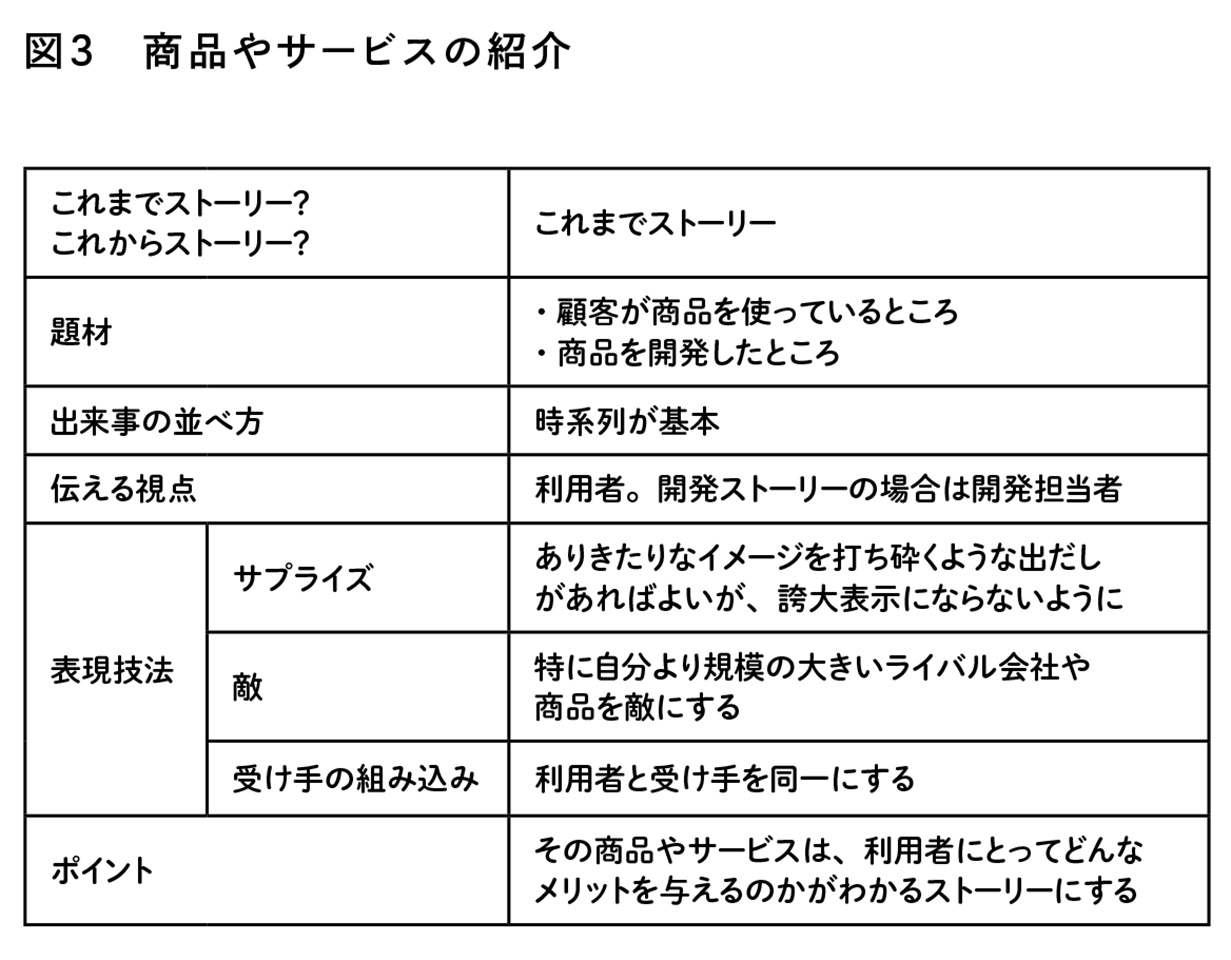 図3　商品やサービスの紹介
これまでストーリー?
これからストーリー?
これまでストーリー
題材
・顧客が商品を使っているところ
・商品を開発したところ
出来事の並べ方
時系列が基本
伝える視点
利用者。開発ストーリーの場合は開発担当者
表現技法
サプライズ
ありきたりなイメージを打ち砕くような出だし
があればよいが、誇大表示にならないように
敵
特に自分より規模の大きいライバル会社や
商品を敵にする
受け手の組み込み
利用者と受け手を同一にする
ポイント
その商品やサービスは、利用者にとってどんな
メリットを与えるのかがわかるストーリーにする